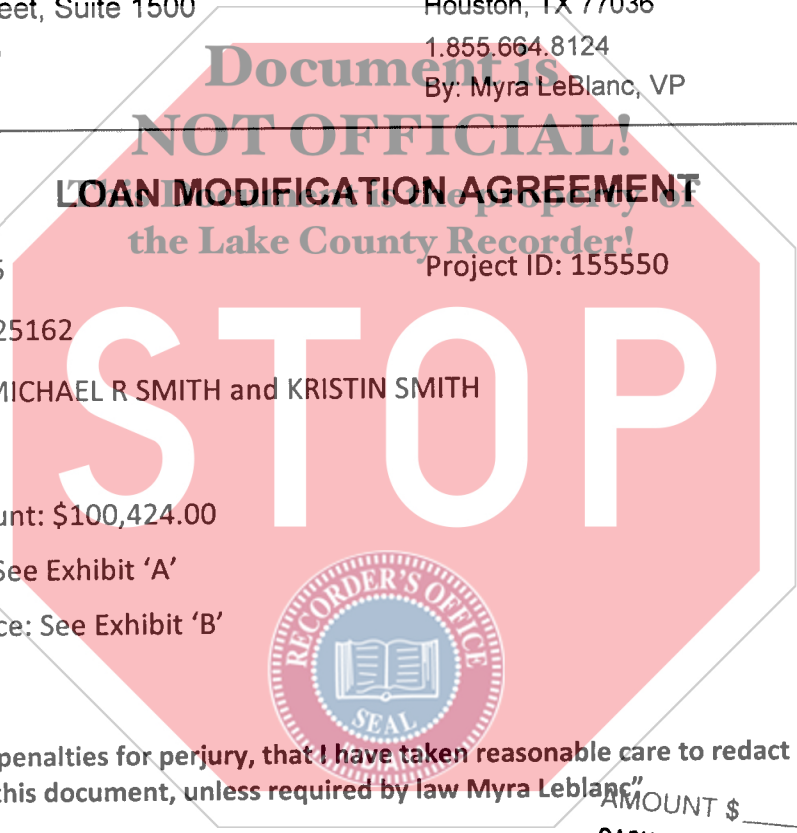 eet, Suite 1500
Houston, TX 77036
1.855.664.8124
By: Myra LeBlanc, VP
Document is
NOT OFFICIAL!
LOAN MODIFICATION AGREEMENT
This Document is the property of
the Lake County Recorder!
Project ID: 155550
25162
MICHAEL R SMITH and KRISTIN SMITH
STOP
unt: $100,424.00
See Exhibit ‘A’
ce: See Exhibit ‘B’
RECORDER'S OFFICE
SEAL
INDIANA
penalties for perjury, that I have taken reasonable care to redact
this document, unless required by law Myra Leblanc”
AMOUNT $